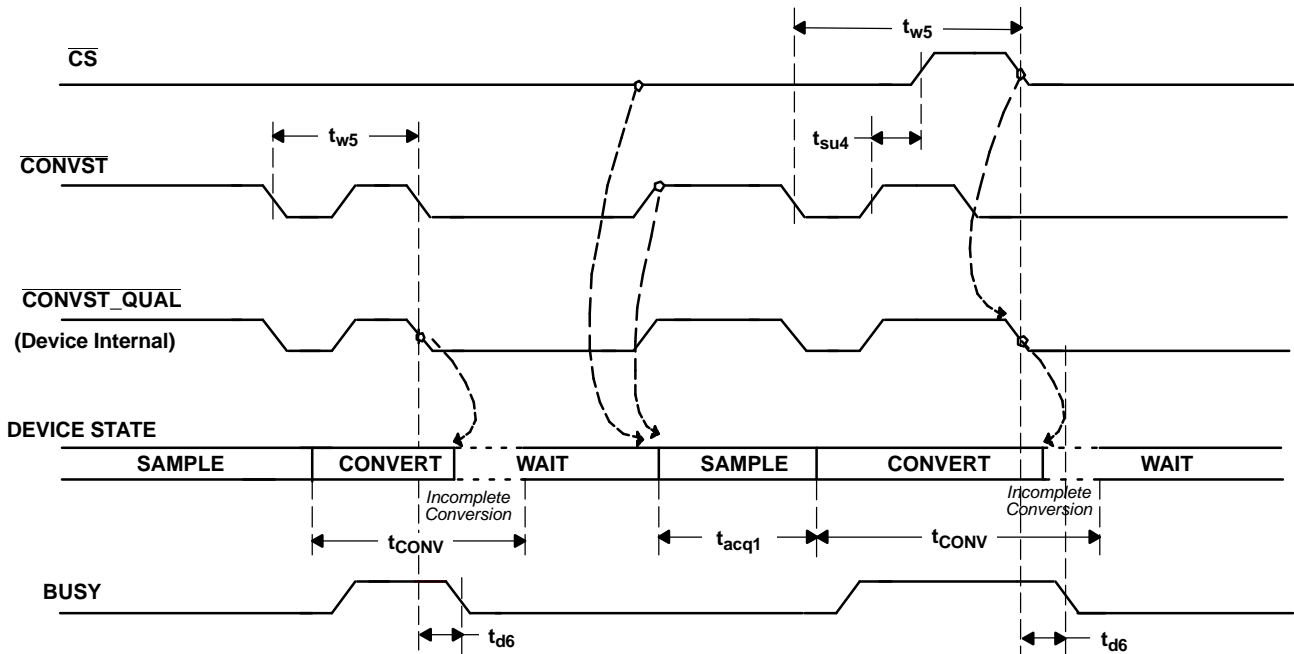 t_w5
CS
t_w5
t_su4
CONVST
CONVST_QUAL
(Device Internal)
DEVICE STATE
SAMPLE CONVERT WAIT SAMPLE CONVERT WAIT
Incomplete
Conversion
Incomplete
Conversion
t_CONV t_acq1 t_CONV
BUSY
t_d6 t_d6